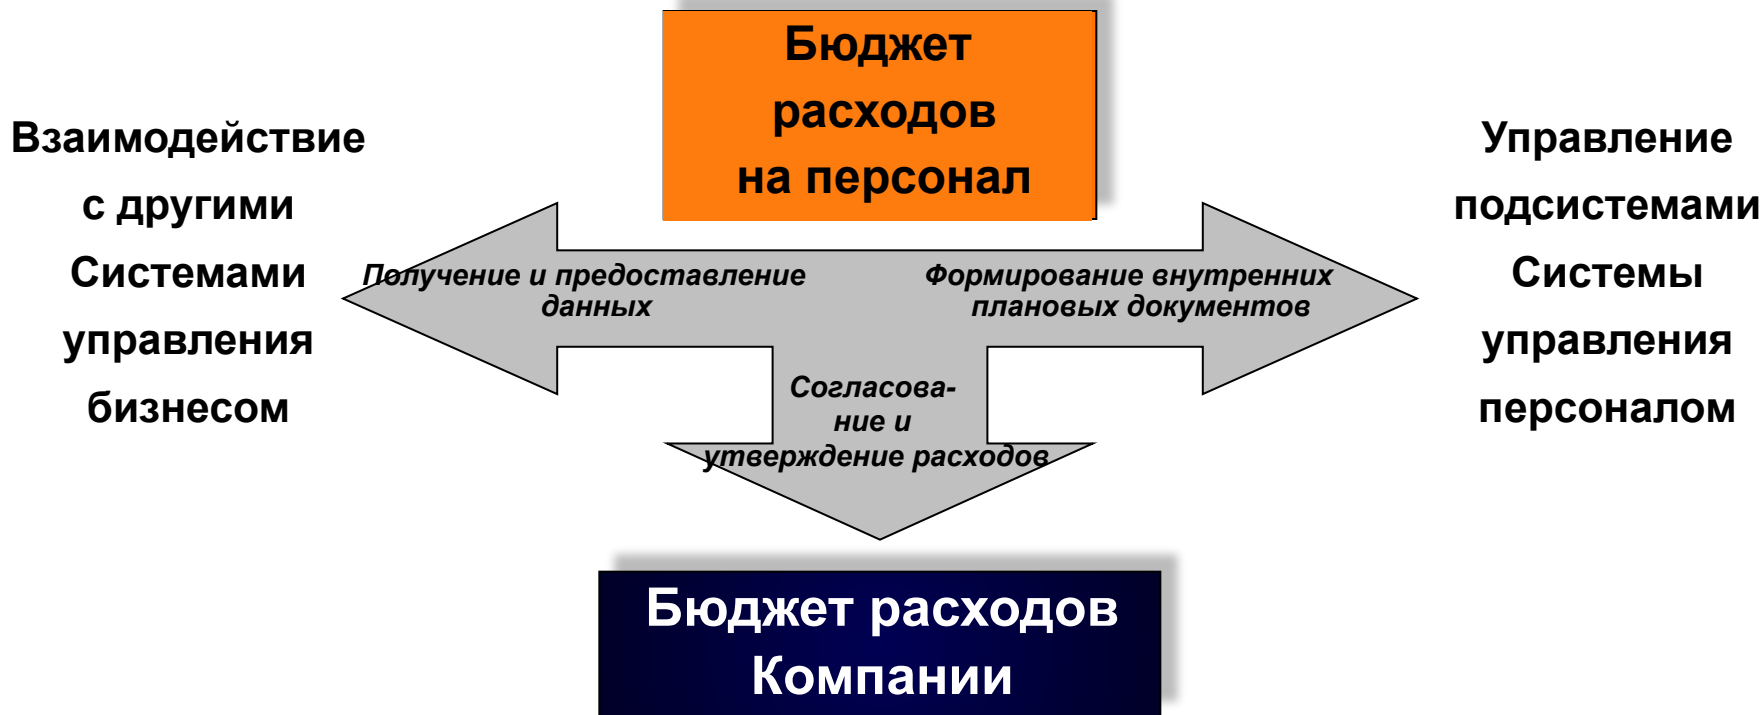 Бюджет
расходов
на персонал
Взаимодействие
с другими
Системами
управления
бизнесом
Получение и предоставление
данных
Формирование внутренних
плановых документов
Согласова-
ние и
утверждение расходов
Управление
подсистемами
Системы
управления
персоналом
Бюджет расходов
Компании